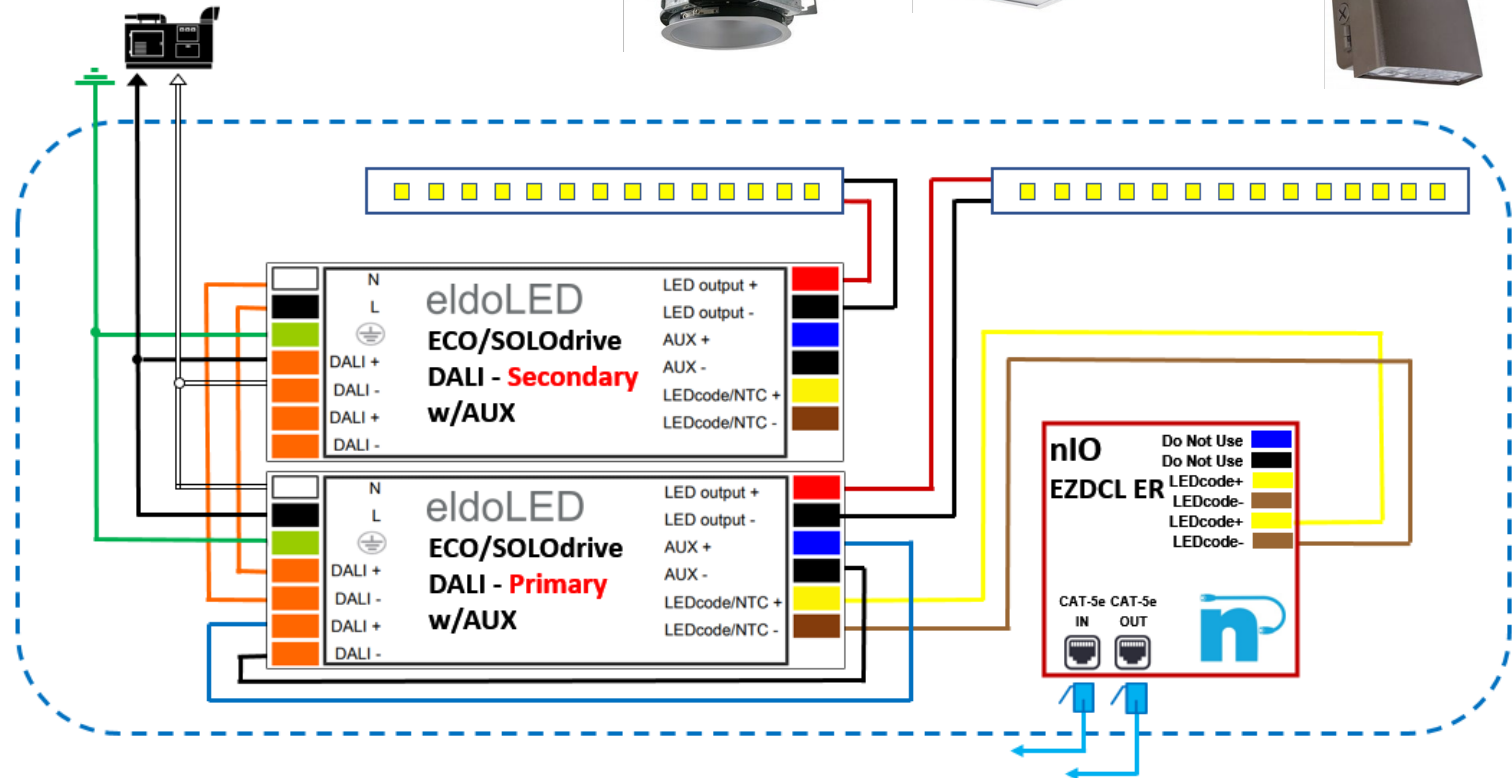 N
L
DALI +
DALI -
DALI +
DALI -
eldoLED
ECO/SOLOdrive
DALI - Secondary
w/AUX
LED output +
LED output -
AUX +
AUX -
LEDcode/NTC +
LEDcode/NTC -
N
L
DALI +
DALI -
DALI +
DALI -
eldoLED
ECO/SOLOdrive
DALI - Primary
w/AUX
LED output +
LED output -
AUX +
AUX -
LEDcode/NTC +
LEDcode/NTC -
nIO
EZDCL ER
Do Not Use
Do Not Use
LEDcode+
LEDcode-
LEDcode+
LEDcode-
CAT-5e CAT-5e
IN OUT
n